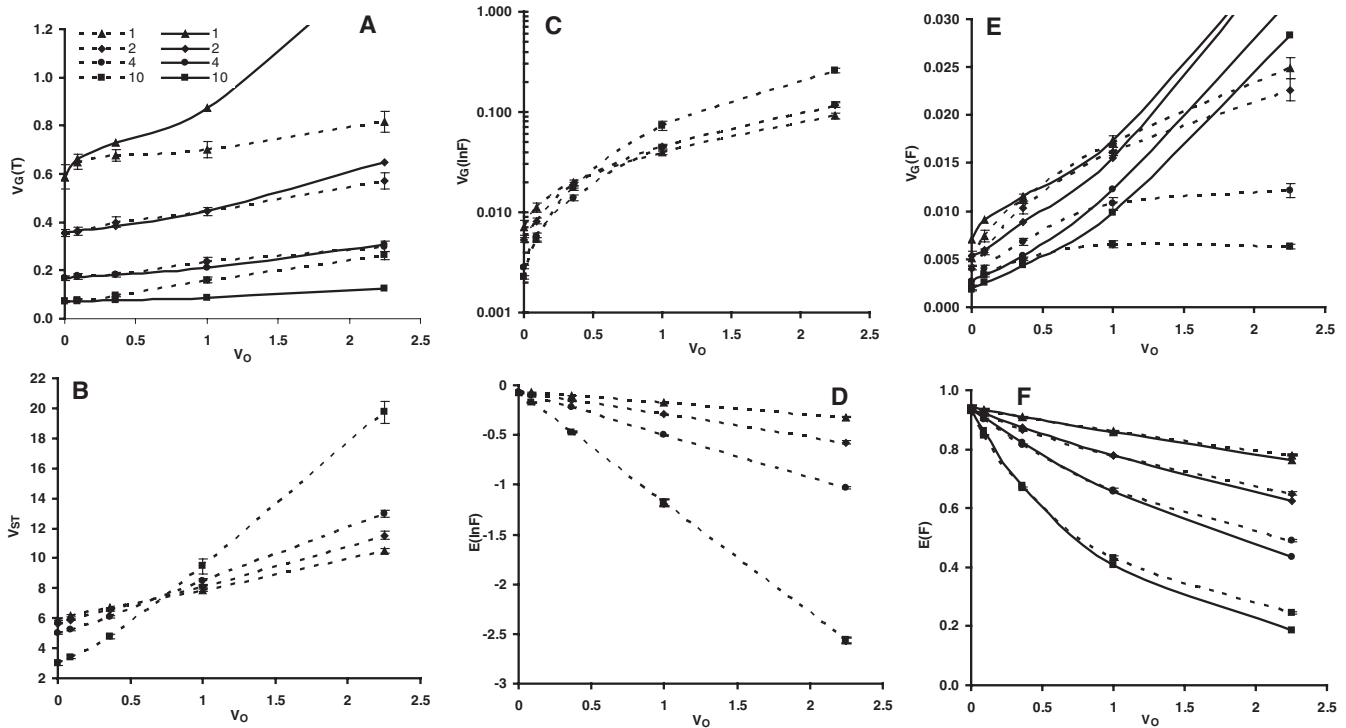 A
V_G(T)
1.2
1.0
0.8
0.6
0.4
0.2
0.0
1 1
2 2
4 4
10 10
0 0.5 1 1.5 2 2.5
V_O
C
V_G(lnF)
1.000
0.100
0.010
0.001
0 0.5 1 1.5 2 2.5
V_O
E
V_G(F)
0.030
0.025
0.020
0.015
0.010
0.005
0.000
0 0.5 1 1.5 2 2.5
V_O
B
V_ST
22
20
18
16
14
12
10
8
6
4
2
0 0.5 1 1.5 2 2.5
V_O
D
E(lnF)
0
-0.5
-1
-1.5
-2
-2.5
-3
0 0.5 1 1.5 2 2.5
V_O
F
E(F)
1.0
0.8
0.6
0.4
0.2
0.0
0 0.5 1 1.5 2 2.5
V_O